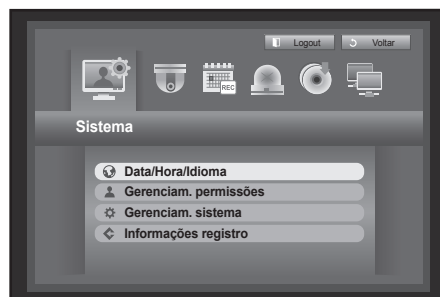 Logout
Voltar
REC
Sistema
Data/Hora/Idioma
Gerenciam. permissões
Gerenciam. sistema
Informações registro